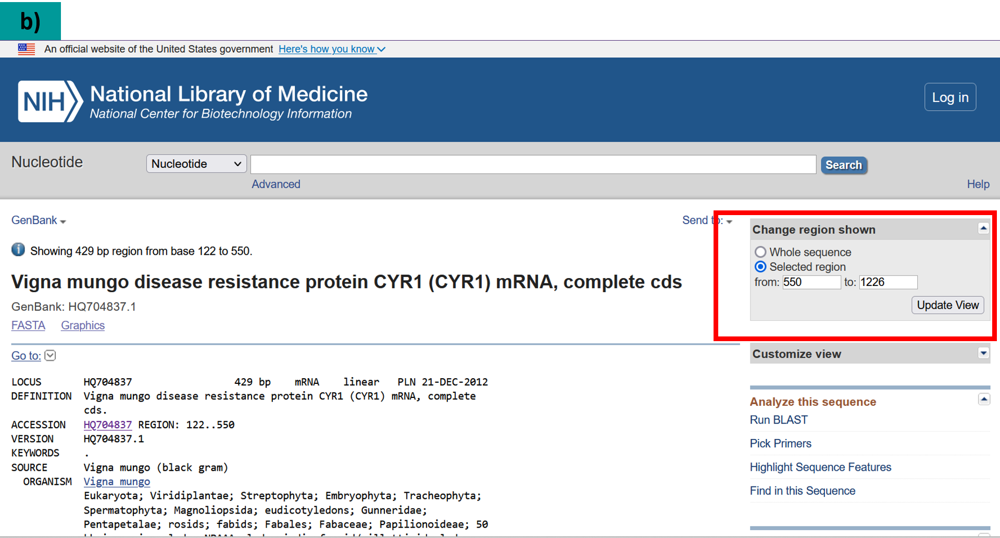 b)
An official website of the United States government Here's how you know
NIH National Library of Medicine
National Center for Biotechnology Information
Log in
Nucleotide
Nucleotide
Search
Advanced
Help
GenBank
Send to:
Showing 429 bp region from base 122 to 550.
Vigna mungo disease resistance protein CYR1 (CYR1) mRNA, complete cds
GenBank: HQ704837.1
FASTA Graphics
Go to:
LOCUS HQ704837 429 bp mRNA linear PLN 21-DEC-2012
DEFINITION Vigna mungo disease resistance protein CYR1 (CYR1) mRNA, complete
cds.
ACCESSION HQ704837 REGION: 122..550
VERSION HQ704837.1
KEYWORDS .
SOURCE Vigna mungo (black gram)
ORGANISM Vigna mungo
Eukaryota; Viridiplantae; Streptophyta; Embryophyta; Tracheophyta;
Spermatophyta; Magnoliopsida; eudicotyledons; Gunneridae;
Pentapetalae; rosids; fabids; Fabales; Fabaceae; Papilionoideae; 50
Change region shown
Whole sequence
Selected region
from: 550 to: 1226
Update View
Customize view
Analyze this sequence
Run BLAST
Pick Primers
Highlight Sequence Features
Find in this Sequence